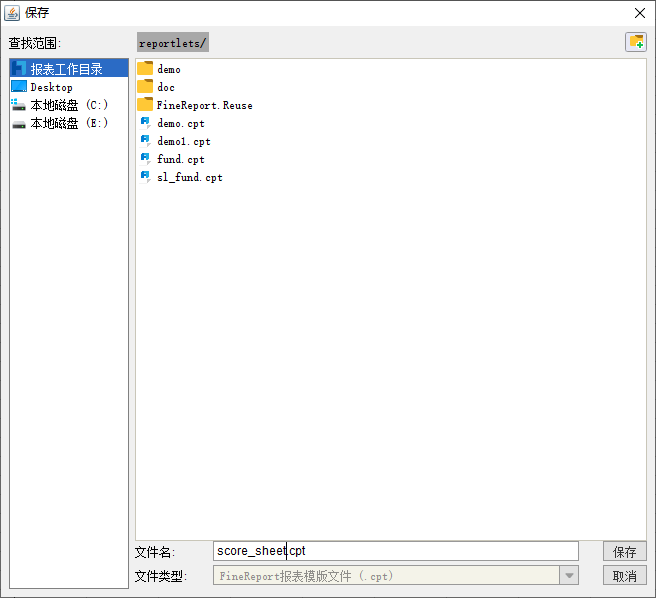 保存
查找范围:
reportlets/
报表工作目录
Desktop
本地磁盘 (C:)
本地磁盘 (E:)
demo
doc
FineReport.Reuse
demo.cpt
demo1.cpt
fund.cpt
sl_fund.cpt
文件名:
score_sheet.cpt
保存
文件类型:
FineReport报表模版文件 (.cpt)
取消